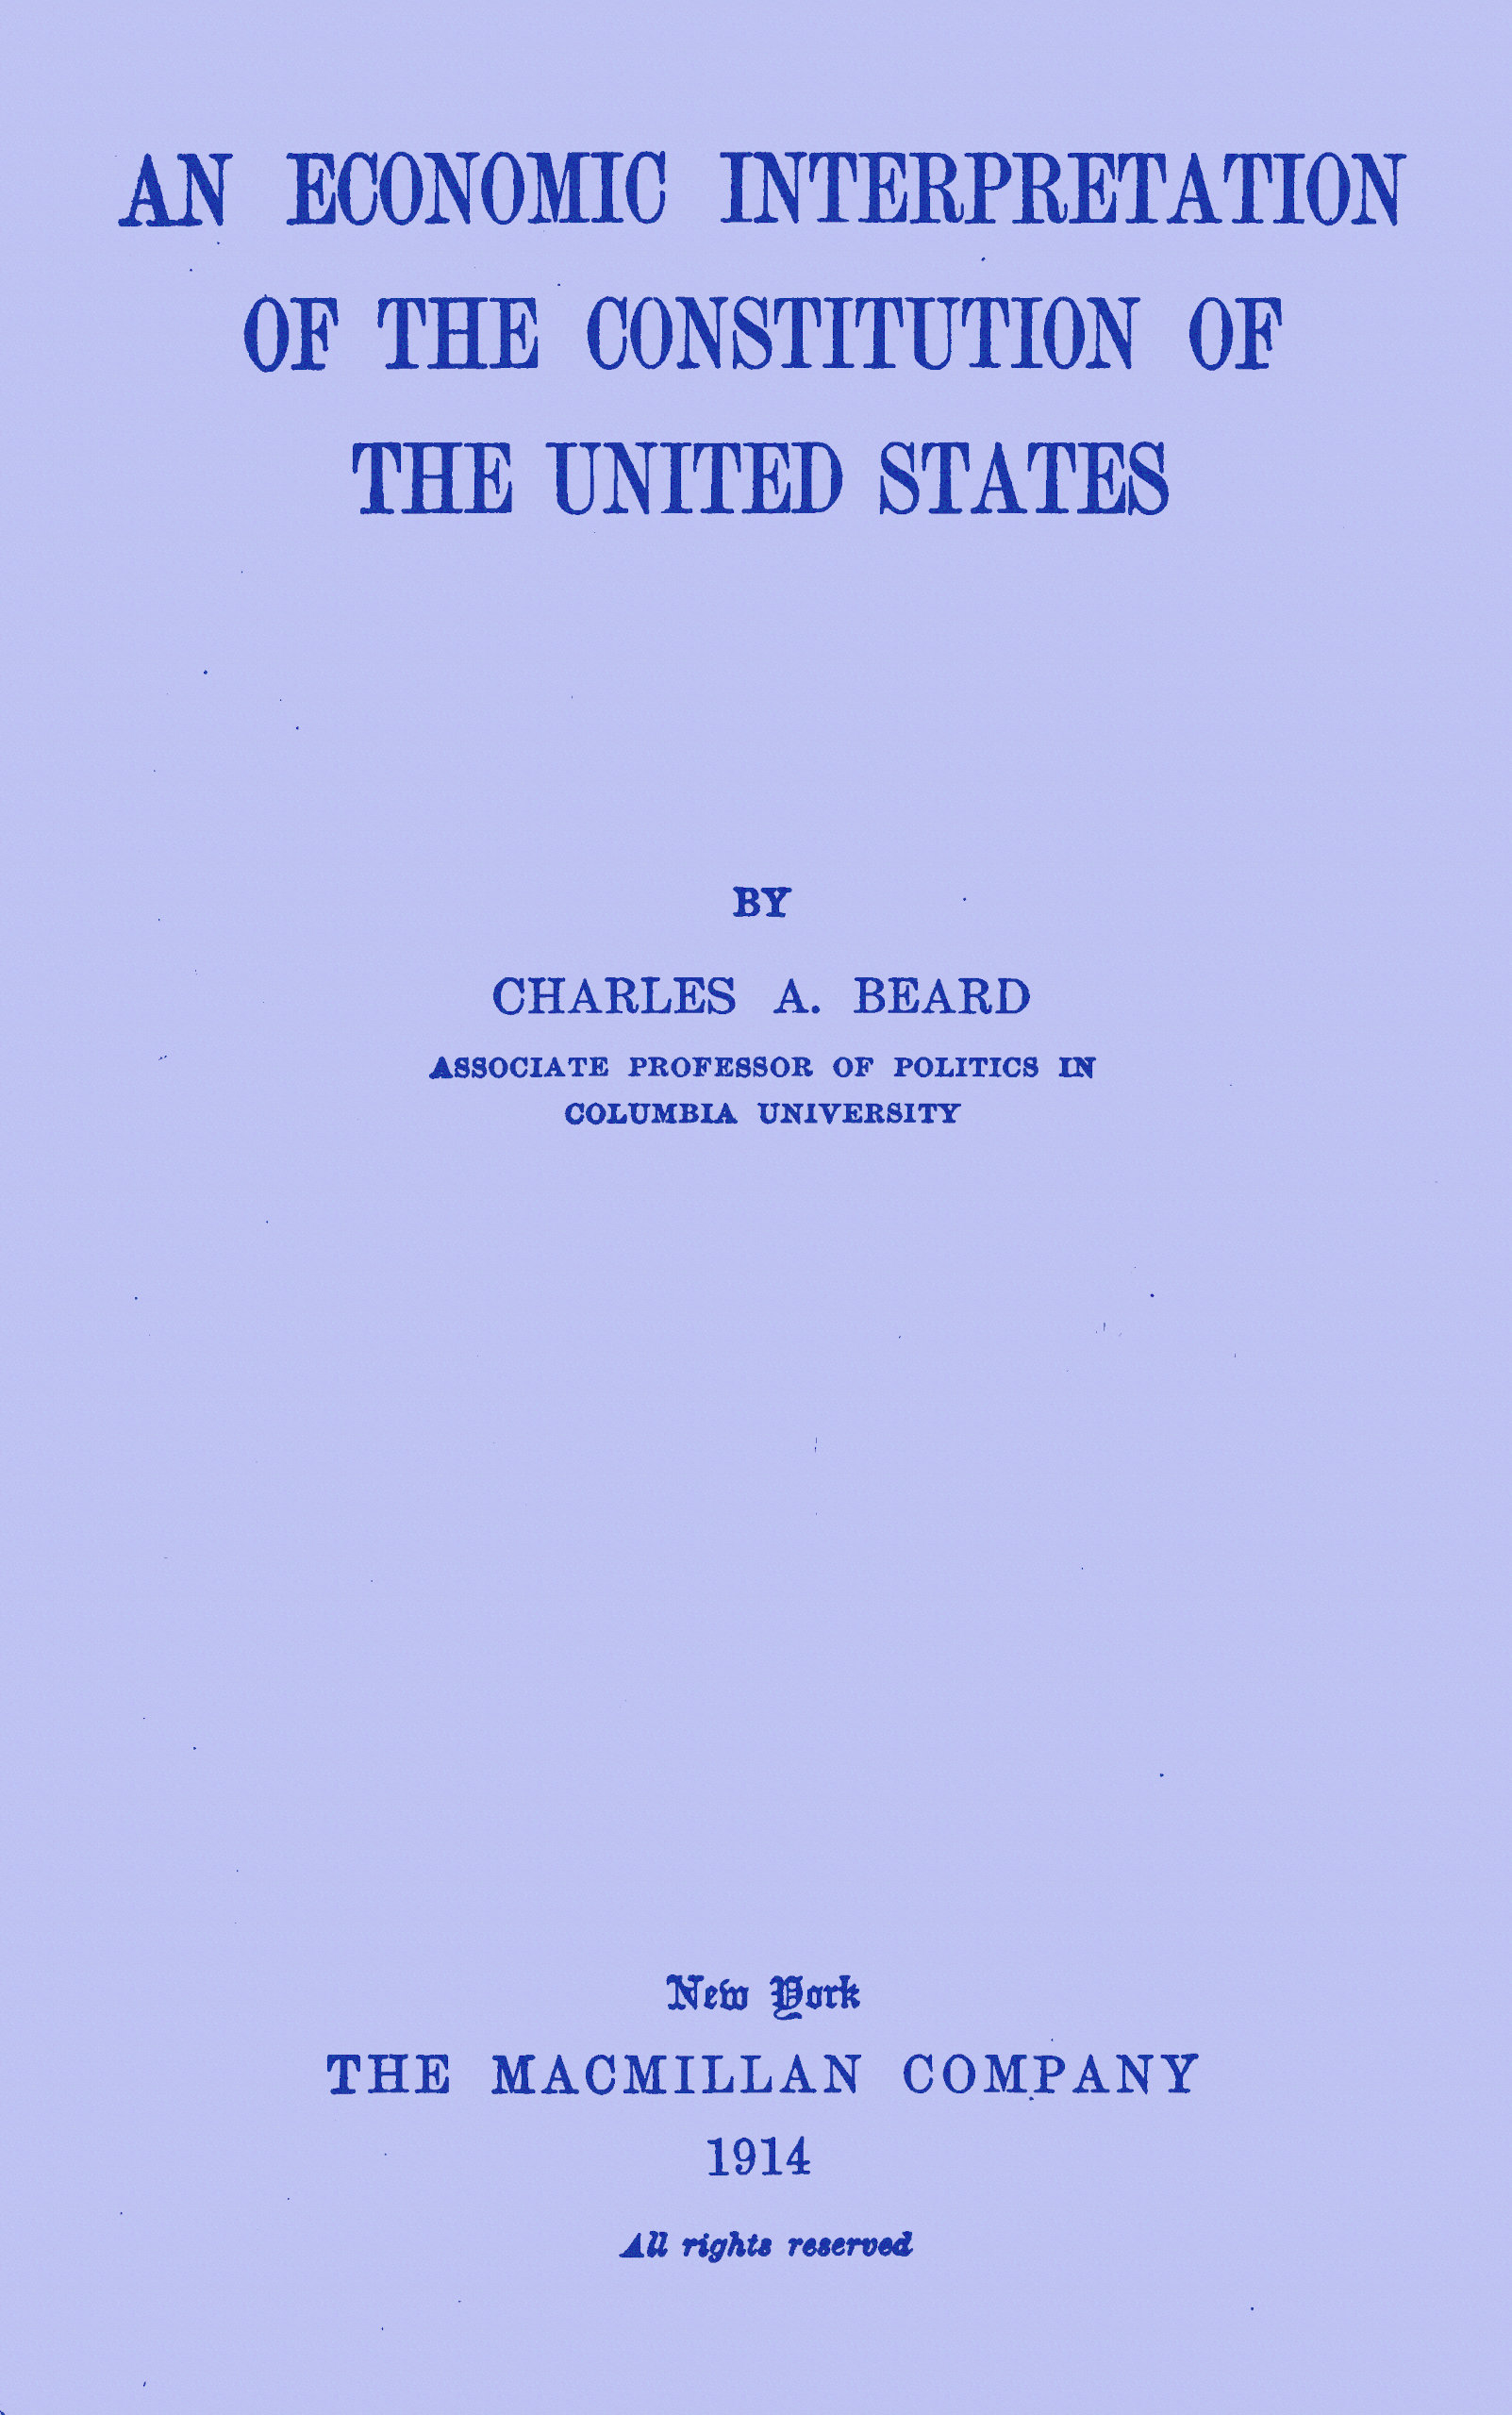 AN ECONOMIC INTERPRETATION
OF THE CONSTITUTION OF
THE UNITED STATES
BY
CHARLES A. BEARD
ASSOCIATE PROFESSOR OF POLITICS IN
COLUMBIA UNIVERSITY
New York
THE MACMILLAN COMPANY
1914
All rights reserved